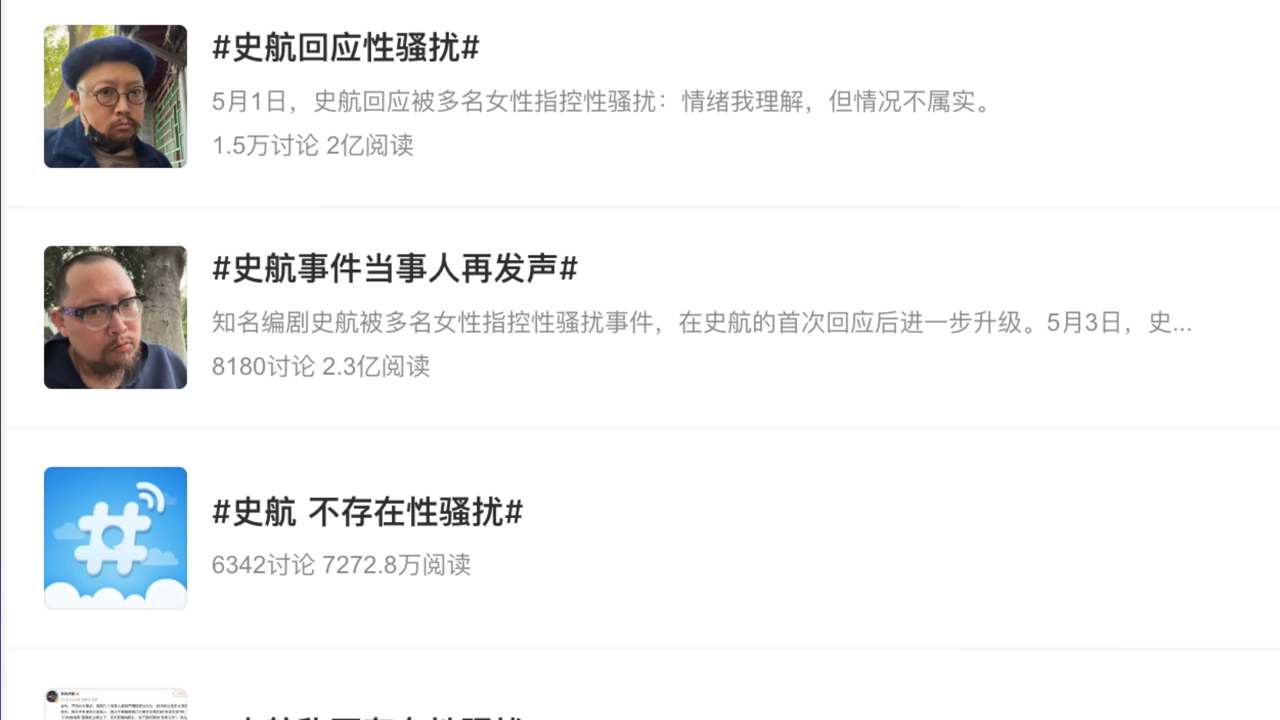 #史航回应性骚扰#
5月1日，史航回应被多名女性指控性骚扰：情绪我理解，但情况不属实。
1.5万讨论 2亿阅读
#史航事件当事人再发声#
知名编剧史航被多名女性指控性骚扰事件，在史航的首次回应后进一步升级。5月3日，史...
8180讨论 2.3亿阅读
#史航 不存在性骚扰#
6342讨论 7272.8万阅读